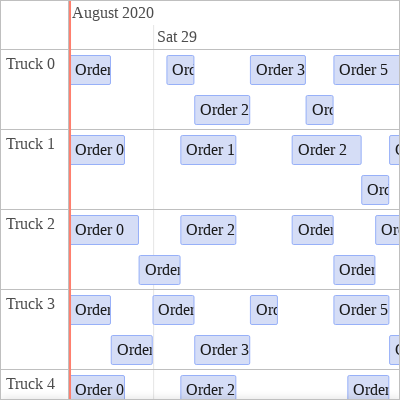 August 2020
Sat 29
Truck 0
Order Orc Order 3 Order 5
Order 2 Orc
Truck 1
Order 0 Order 1 Order 2
Orc
Truck 2
Order 0 Order 2 Order Or
Order Order
Truck 3
Order Order Orc Order 5
Order Order 3
Truck 4
Order 0 Order 2 Order